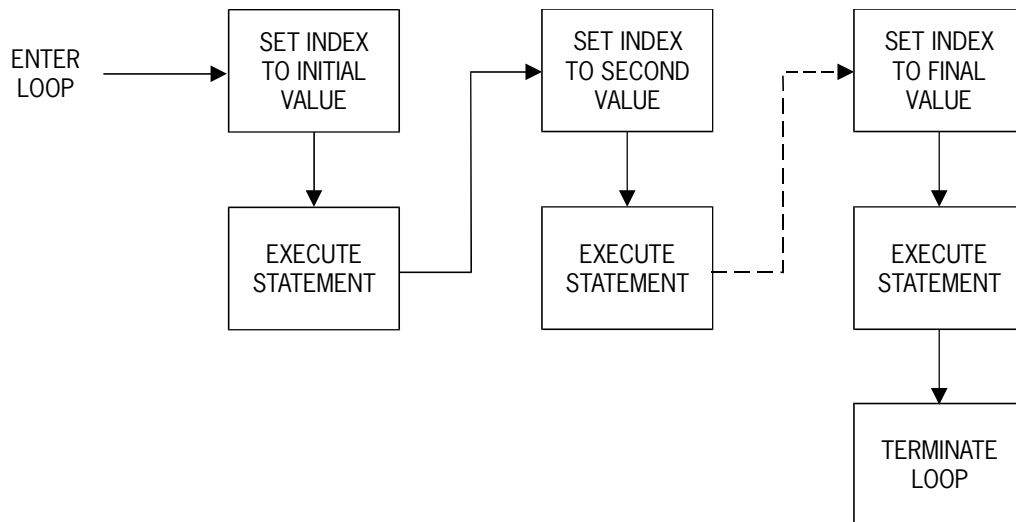 ENTER
LOOP
SET INDEX
TO INITIAL
VALUE
EXECUTE
STATEMENT
SET INDEX
TO SECOND
VALUE
EXECUTE
STATEMENT
SET INDEX
TO FINAL
VALUE
EXECUTE
STATEMENT
TERMINATE
LOOP